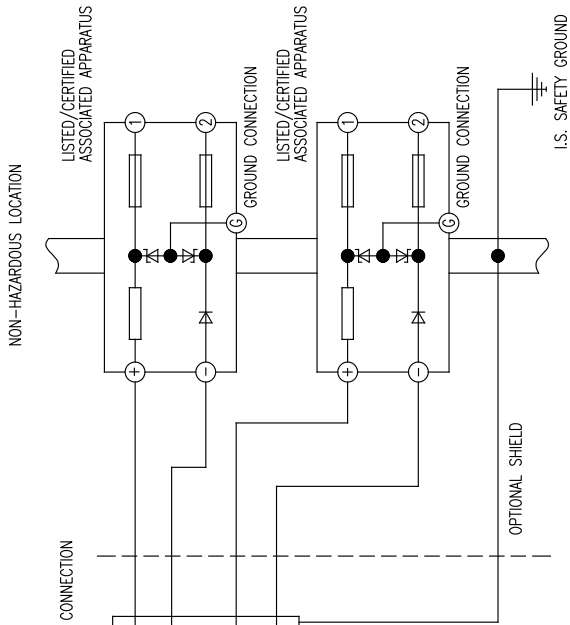 NON-HAZARDOUS LOCATION
LISTED/CERTIFIED
ASSOCIATED APPARATUS
1
2
G
GROUND CONNECTION
+
-
LISTED/CERTIFIED
ASSOCIATED APPARATUS
1
2
G
GROUND CONNECTION
+
-
CONNECTION
OPTIONAL SHIELD
I.S. SAFETY GROUND